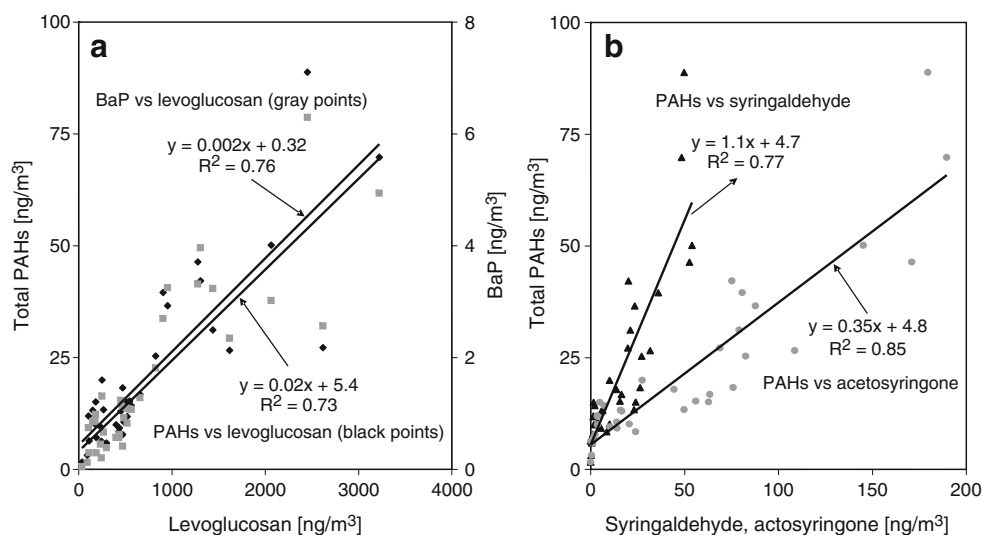 a
BaP vs levoglucosan (gray points)
y = 0.002x + 0.32
R² = 0.76
y = 0.02x + 5.4
R² = 0.73
PAHs vs levoglucosan (black points)
Total PAHs [ng/m³]
100
75
50
25
0
BaP [ng/m³]
8
6
4
2
0
0 1000 2000 3000 4000
Levoglucosan [ng/m³]
b
PAHs vs syringaldehyde
y = 1.1x + 4.7
R² = 0.77
y = 0.35x + 4.8
R² = 0.85
PAHs vs acetosyringone
Total PAHs [ng/m³]
100
75
50
25
0
0 50 100 150 200
Syringaldehyde, actosyringone [ng/m³]